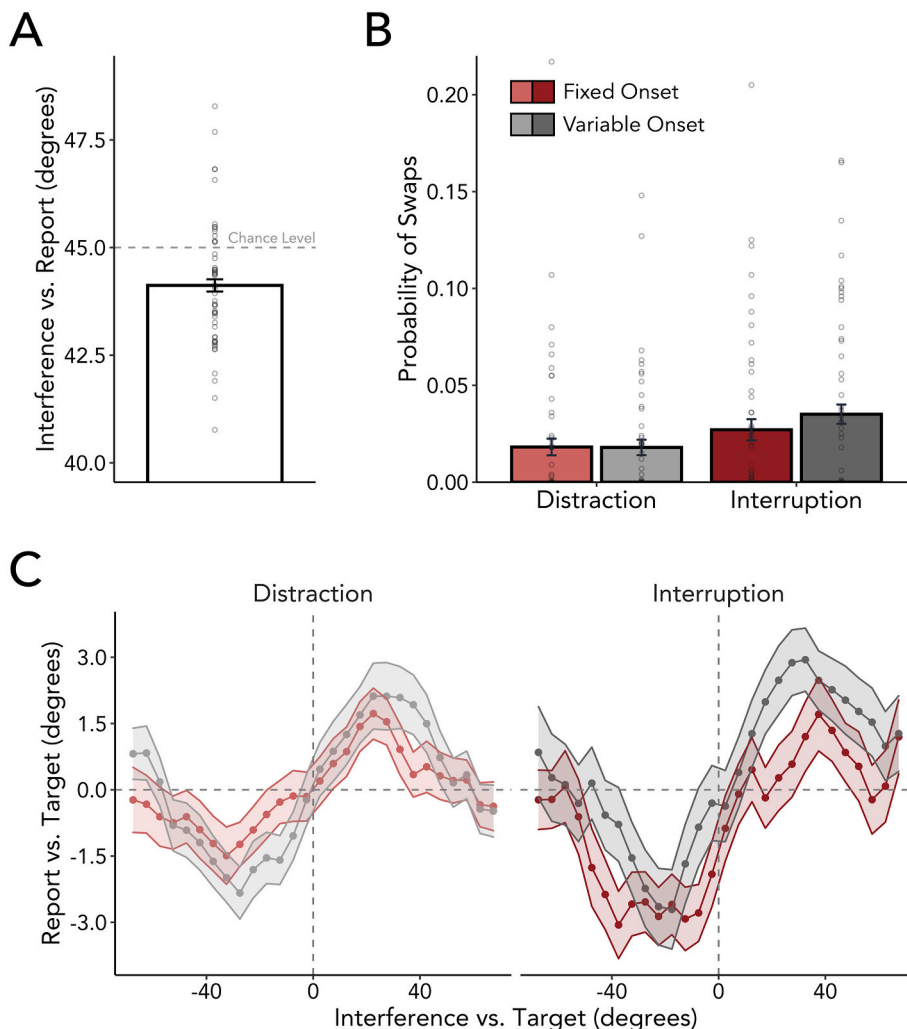 A
Interference vs. Report (degrees)
47.5
45.0
42.5
40.0
Chance Level
B
Probability of Swaps
0.20
0.15
0.10
0.05
0.00
Fixed Onset
Variable Onset
Distraction Interruption
C
Distraction Interruption
Report vs. Target (degrees)
3.0
1.5
0.0
-1.5
-3.0
-40 0 40 -40 0 40
Interference vs. Target (degrees)